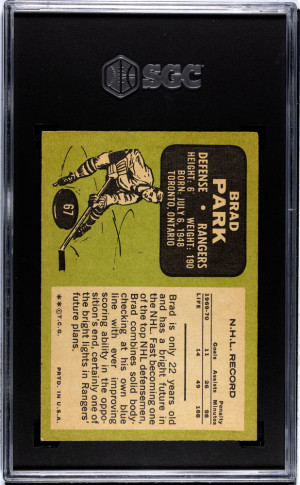 SGC
BRAD
PARK
DEFENSE • RANGERS
HEIGHT: 6 WEIGHT: 190
BORN: JULY 6, 1948
TORONTO, ONTARIO
67
N.H.L. RECORD
Goals Assists Penalty Minutes
1969-70 11 26 98
LIFE 14 49 168
Brad is only 22 years old
and has a bright future in
the NHL. Fast becoming one
of the top NHL defensemen,
Brad combines solid body-
checking at his own blue
line with ever improving
scoring ability in the oppo-
sition's end, certainly one of
the bright lights in Rangers'
future plans.
**© T.C.G. PRTD. IN U.S.A.